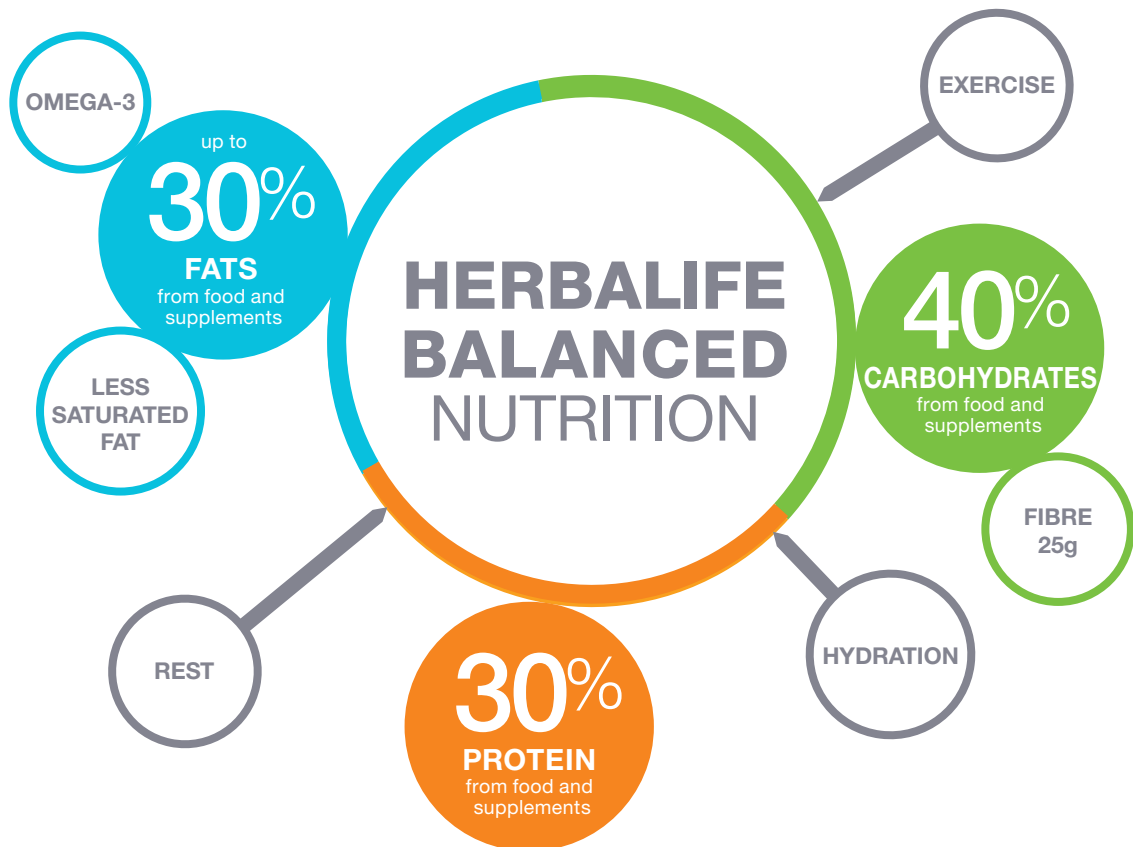 HERBALIFE
BALANCED
NUTRITION
OMEGA-3
up to
30%
FATS
from food and
supplements
LESS
SATURATED
FAT
EXERCISE
40%
CARBOHYDRATES
from food and
supplements
FIBRE
25g
REST
30%
PROTEIN
from food and
supplements
HYDRATION